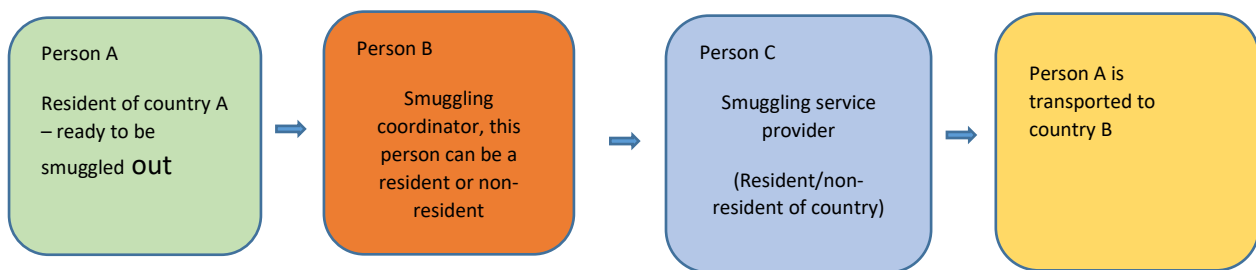 Person A
Resident of country A
– ready to be
smuggled out
Person B
Smuggling
coordinator, this
person can be a
resident or non-
resident
Person C
Smuggling service
provider
(Resident/non-
resident of country)
Person A is
transported to
country B